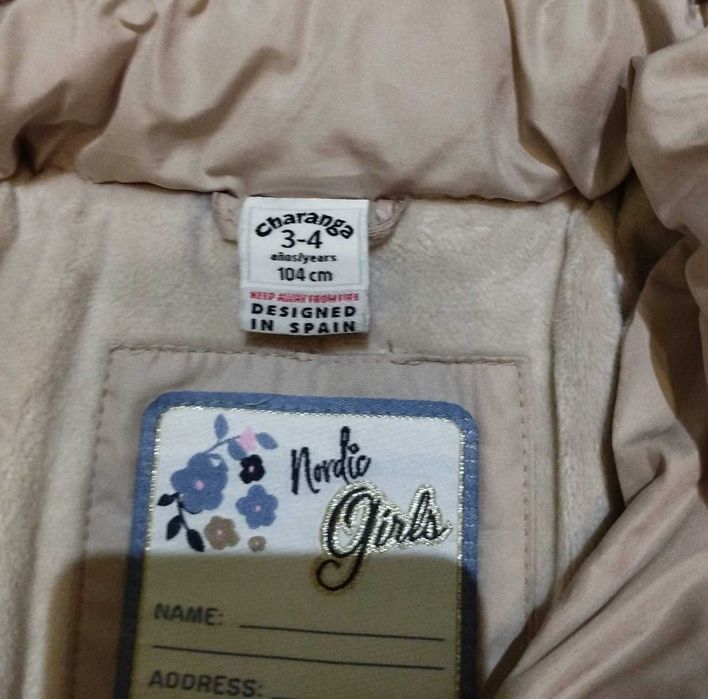 Charanga
3-4
años/years
104 cm
KEEP AWAY FROM FIRE
DESIGNED
IN SPAIN
Nordic
girls
NAME:
ADDRESS: